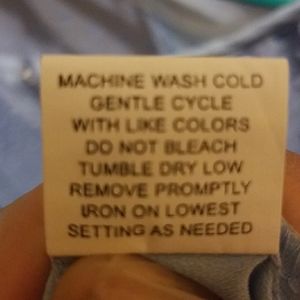 MACHINE WASH COLD
GENTLE CYCLE
WITH LIKE COLORS
DO NOT BLEACH
TUMBLE DRY LOW
REMOVE PROMPTLY
IRON ON LOWEST
SETTING AS NEEDED